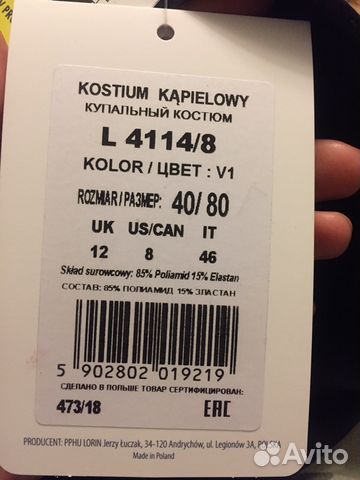 KOSTIUM KĄPIELOWY
КУПАЛЬНЫЙ КОСТЮМ
L 4114/8
KOLOR / ЦВЕТ : V1
ROZMIAR / РАЗМЕР: 40/ 80
UK US/CAN IT
12 8 46
Skład surowcowy: 85% Poliamid 15% Elastan
СОСТАВ: 85% ПОЛИАМИД 15% ЭЛАСТАН
5 902802 019219
СДЕЛАНО В ПОЛЬШЕ ТОВАР СЕРТИФИЦИРОВАН:
473/18 EAC
PRODUCENT: PPHU LORIN Jerzy Łuczak, 34-120 Andrychów, ul. Legionów 3A, POLSKA
Made in Poland
Avito